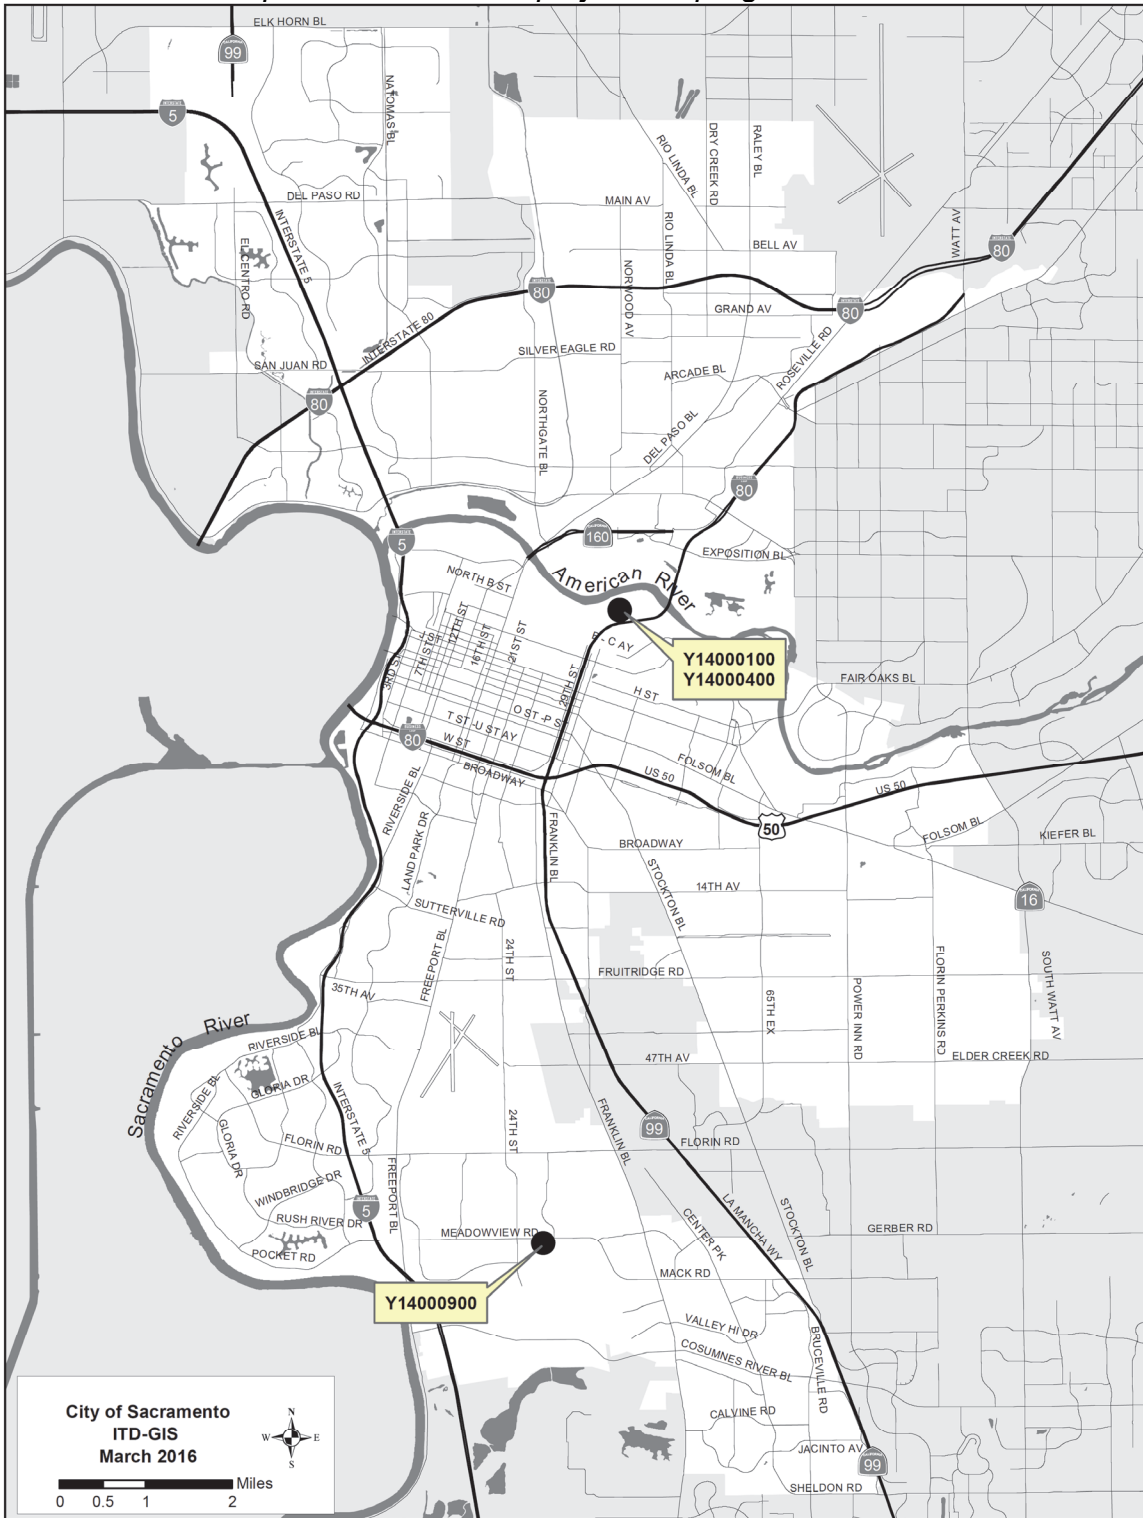 ELK HORN BL
99
NATOMAS BL
5
RIO LINDA BL
DRY CREEK RD
RALEY BL
DEL PASO RD
MAIN AV
INTERSTATE 5
EL CENTRO RD
RIO LINDA BL
BELL AV
WATT AV
80
NORWOOD AV
80
GRAND AV
80
INTERSTATE 80
SILVER EAGLE RD
ROSEVILLE RD
SAN JUAN RD
ARCADE BL
80
NORTHGATE BL
DEL PASO BL
80
5
160
EXPOSITION BL
NORTH B ST
American River
12TH ST
16TH ST
21ST ST
J ST
7TH ST
3RD ST
E - C AY
Y14000100
Y14000400
29TH ST
H ST
FAIR OAKS BL
O ST -P ST
T ST -U ST AY
80
W ST
BROADWAY
FOLSOM BL
US 50
US 50
50
RIVERSIDE BL
LAND PARK DR
FRANKLIN BL
BROADWAY
FOLSOM BL
KIEFER BL
STOCKTON BL
14TH AV
16
SUTTERVILLE RD
FREEPORT BL
24TH ST
FRUITRIDGE RD
35TH AV
65TH EX
POWER INN RD
FLORIN PERKINS RD
SOUTH WATT AV
Sacramento River
RIVERSIDE BL
GLORIA DR
RIVERSIDE BL
47TH AV
ELDER CREEK RD
INTERSTATE 5
24TH ST
FRANKLIN BL
99
GLORIA DR
FLORIN RD
FLORIN RD
FREEPORT BL
WINDBRIDGE DR
5
RUSH RIVER DR
POCKET RD
MEADOWVIEW RD
CENTER PK
LA MANCHA WY
STOCKTON BL
GERBER RD
MACK RD
Y14000900
VALLEY HI DR
COSUMNES RIVER BL
BRUCEVILLE RD
CALVINE RD
JACINTO AV
99
SHELDON RD
City of Sacramento
ITD-GIS
March 2016
N
W E
S
Miles
0 0.5 1 2